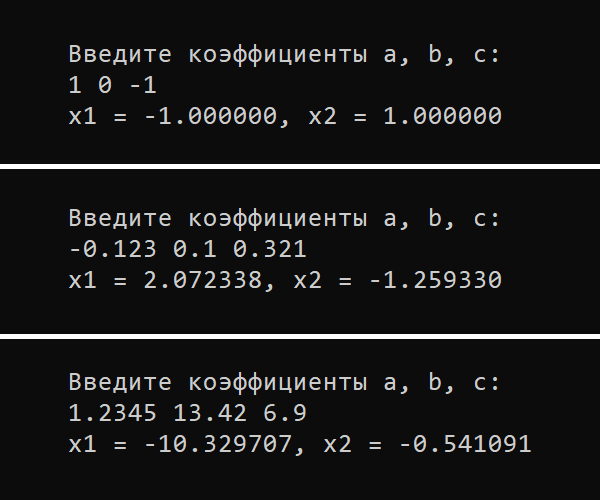 Введите коэффициенты a, b, c:
1 0 -1
x1 = -1.000000, x2 = 1.000000
Введите коэффициенты a, b, c:
-0.123 0.1 0.321
x1 = 2.072338, x2 = -1.259330
Введите коэффициенты a, b, c:
1.2345 13.42 6.9
x1 = -10.329707, x2 = -0.541091